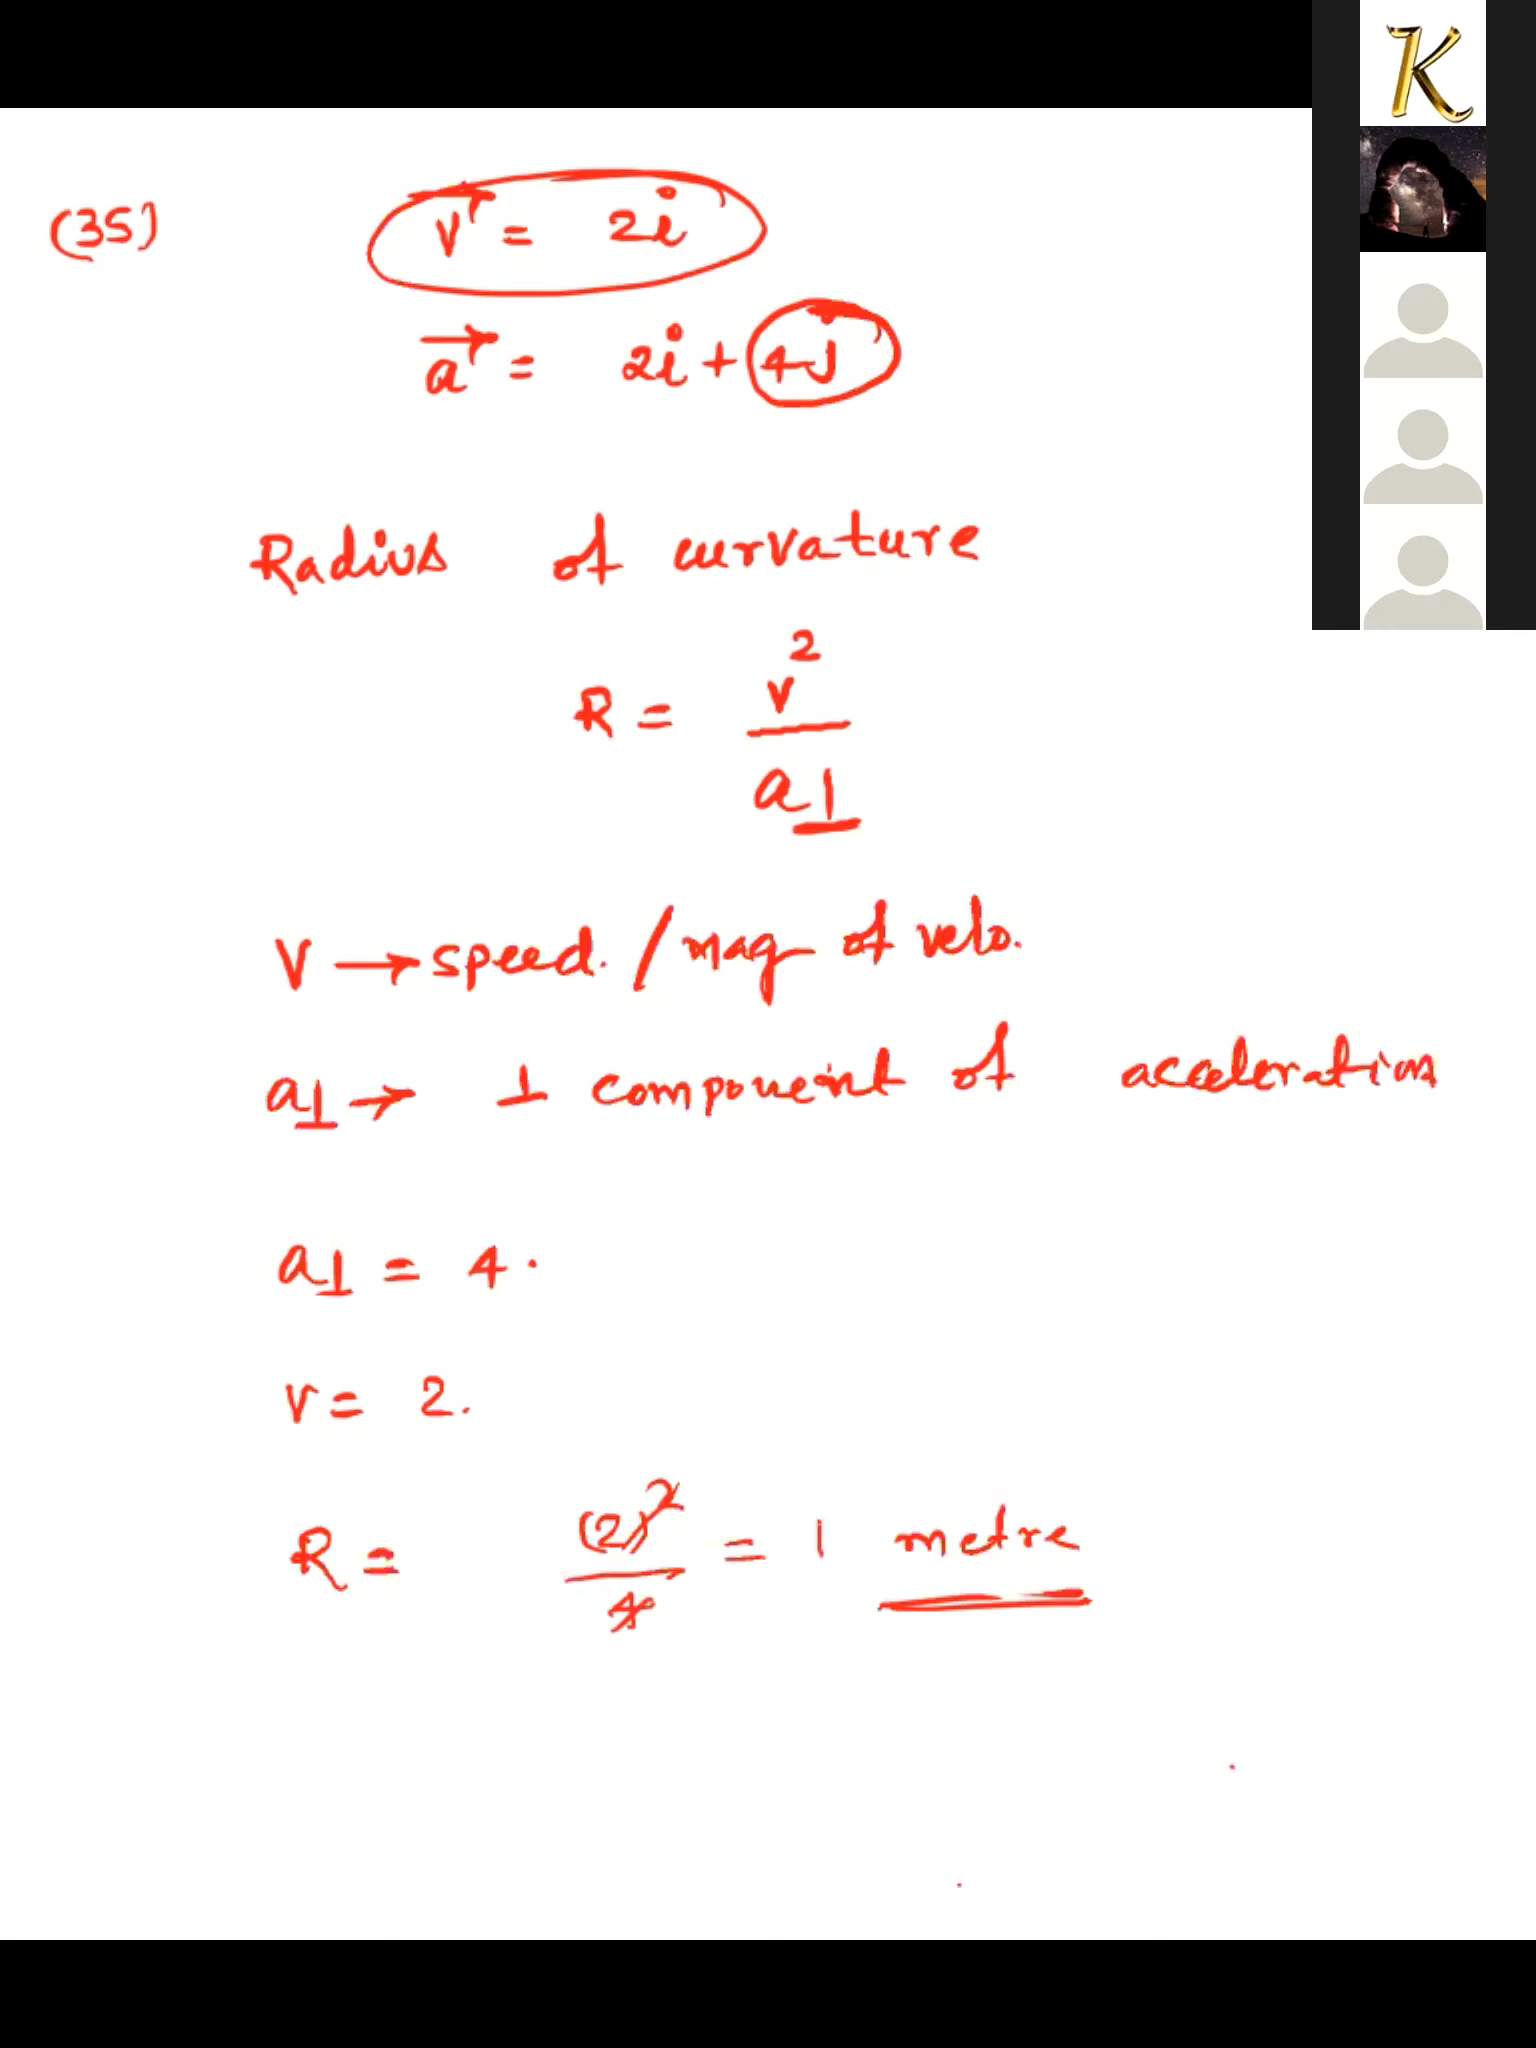 K
(35) v⃗ = 2i
a⃗ = 2i + 4j
Radius of curvature
R = v²/a⊥
V → speed. / mag of velo.
a⊥ → ⊥ component of acceleration
a⊥ = 4.
v = 2.
R = (2)²/4 = 1 metre